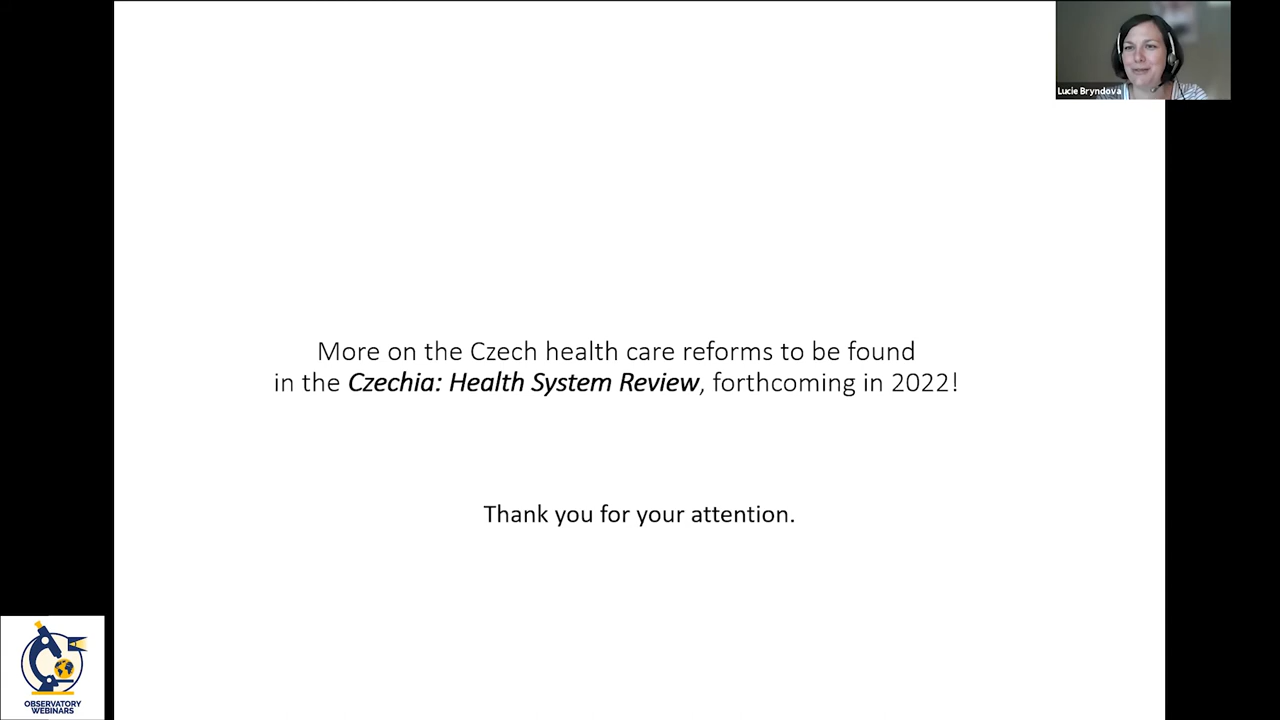 Lucie Bryndova
More on the Czech health care reforms to be found
in the Czechia: Health System Review, forthcoming in 2022!
Thank you for your attention.
OBSERVATORY
WEBINARS